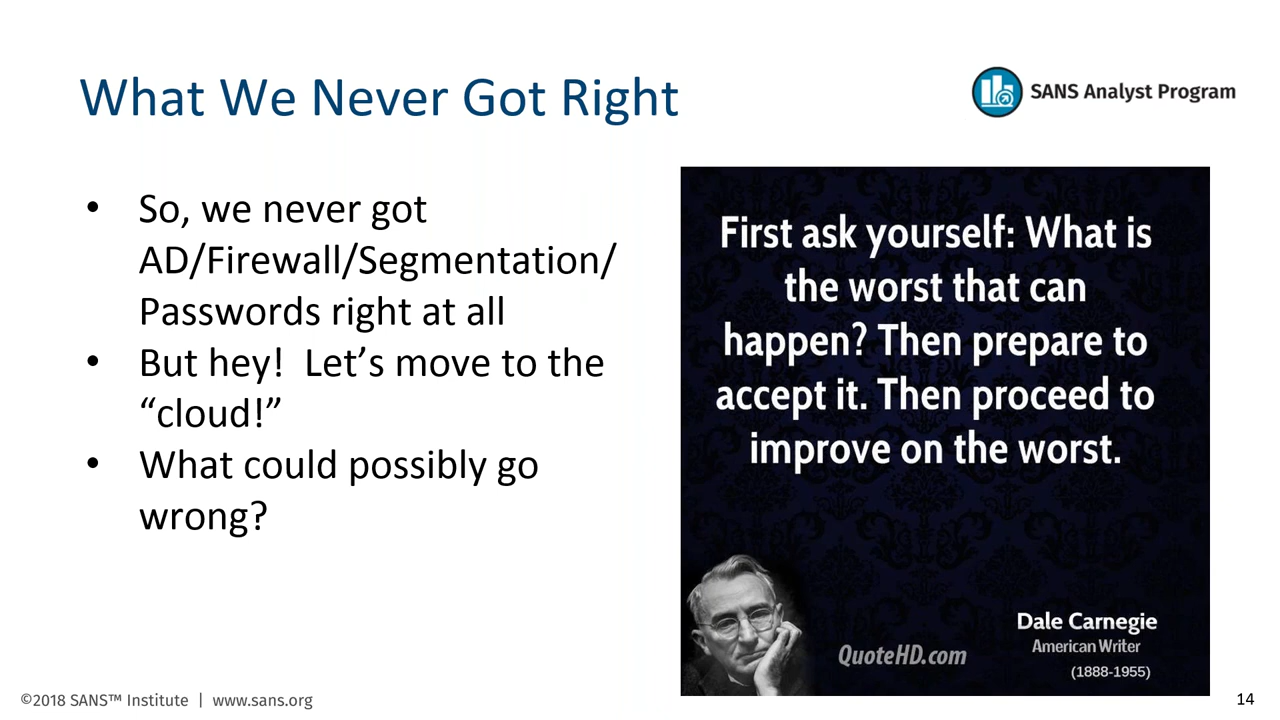 What We Never Got Right
SANS Analyst Program
• So, we never got
AD/Firewall/Segmentation/
Passwords right at all
• But hey!  Let’s move to the
“cloud!”
• What could possibly go
wrong?
First ask yourself: What is
the worst that can
happen? Then prepare to
accept it. Then proceed to
improve on the worst.
Dale Carnegie
American Writer
(1888-1955)
QuoteHD.com
©2018 SANS™ Institute | www.sans.org
14